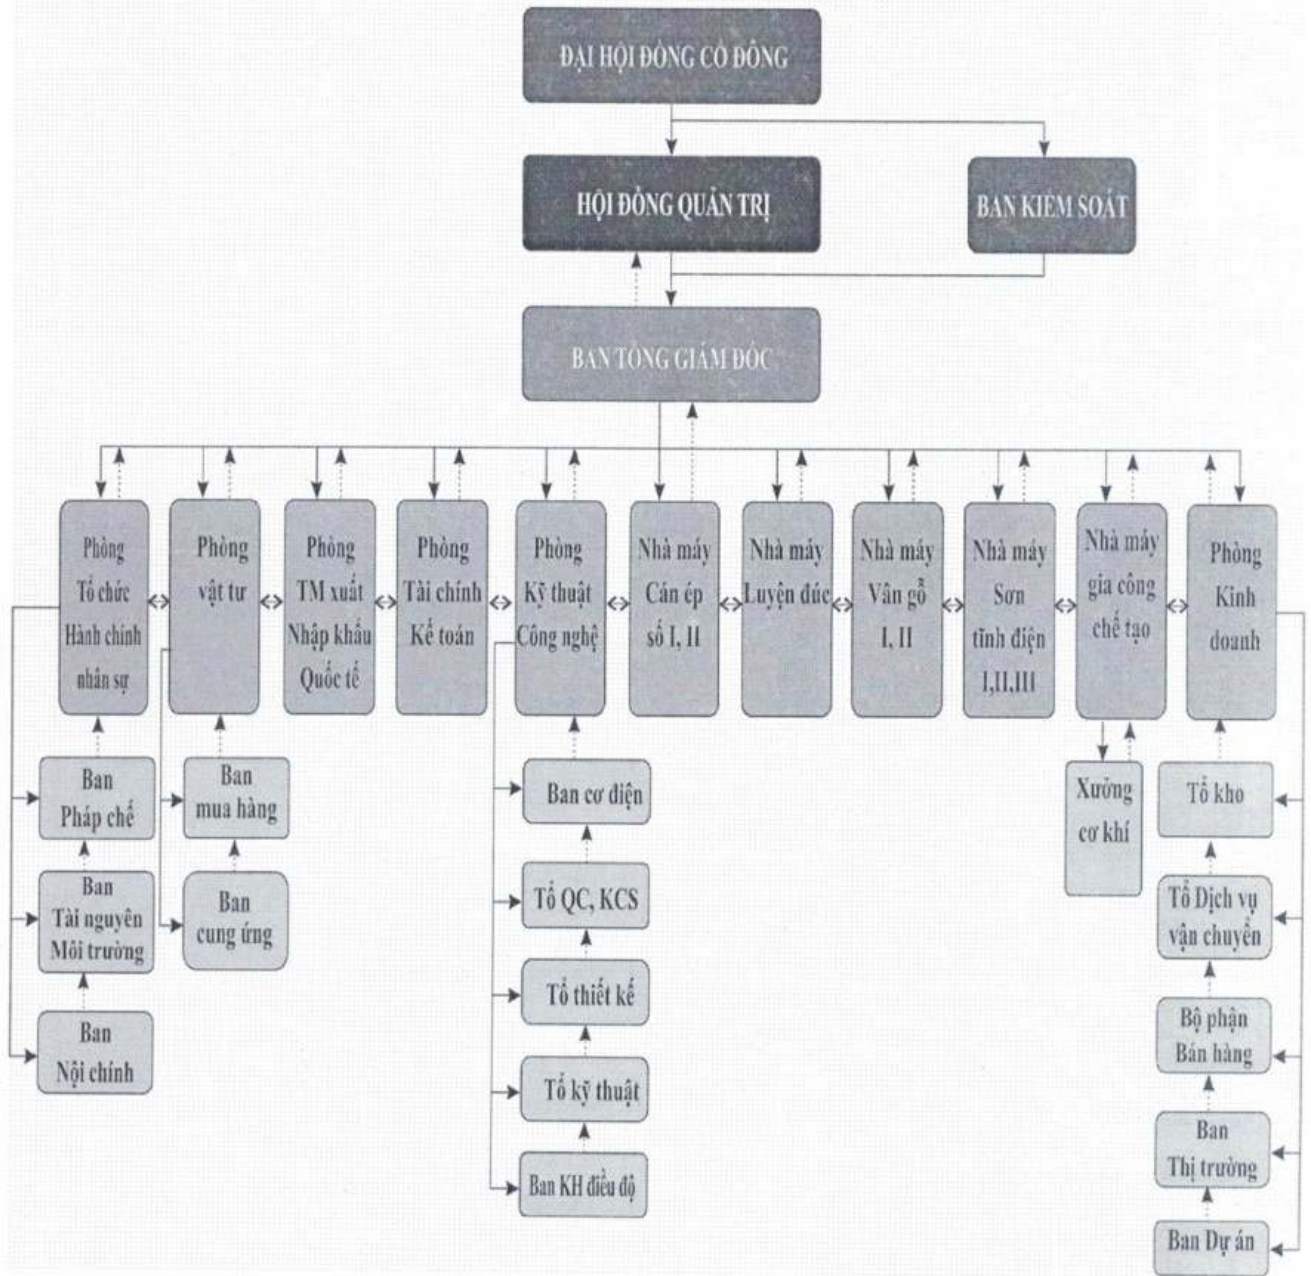 ĐẠI HỘI ĐỒNG CỔ ĐÔNG
HỘI ĐỒNG QUẢN TRỊ
BAN KIỂM SOÁT
BAN TỔNG GIÁM ĐỐC
Phòng
Tổ chức
Hành chính
nhân sự
Phòng
vật tư
Phòng
TM xuất
Nhập khẩu
Quốc tế
Phòng
Tài chính
Kế toán
Phòng
Kỹ thuật
Công nghệ
Nhà máy
Cán ép
số I, II
Nhà máy
Luyện đúc
Nhà máy
Vân gỗ
I, II
Nhà máy
Sơn
tĩnh điện
I,II,III
Nhà máy
gia công
chế tạo
Phòng
Kinh
doanh
Ban
Pháp chế
Ban
Tài nguyên
Môi trường
Ban
Nội chính
Ban
mua hàng
Ban
cung ứng
Ban cơ điện
Tổ QC, KCS
Tổ thiết kế
Tổ kỹ thuật
Ban KH điều độ
Xưởng
cơ khí
Tổ kho
Tổ Dịch vụ
vận chuyển
Bộ phận
Bán hàng
Ban
Thị trường
Ban Dự án